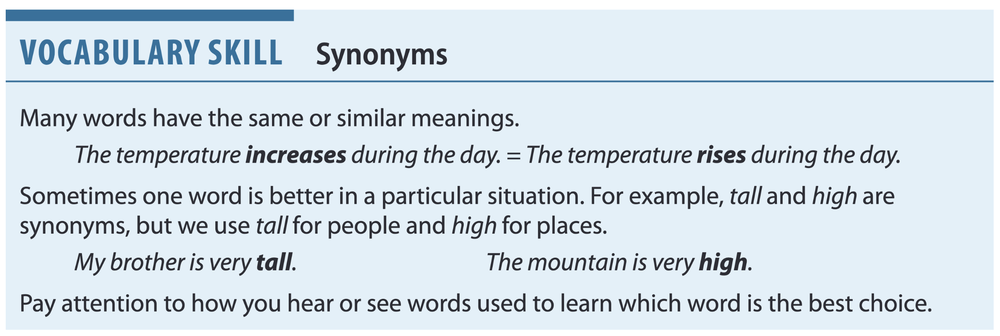 VOCABULARY SKILL Synonyms
Many words have the same or similar meanings.
The temperature increases during the day. = The temperature rises during the day.
Sometimes one word is better in a particular situation. For example, tall and high are
synonyms, but we use tall for people and high for places.
My brother is very tall. The mountain is very high.
Pay attention to how you hear or see words used to learn which word is the best choice.